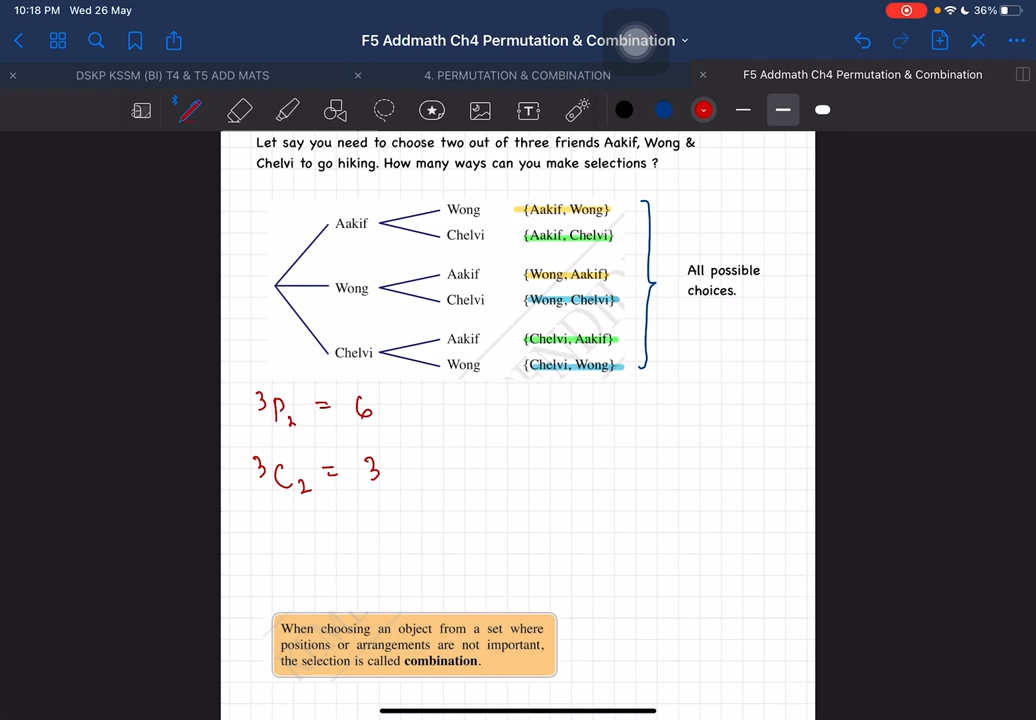 10:18 PM Wed 26 May
36%
F5 Addmath Ch4 Permutation & Combination
DSKP KSSM (BI) T4 & T5 ADD MATS
4. PERMUTATION & COMBINATION
F5 Addmath Ch4 Permutation & Combination
Let say you need to choose two out of three friends Aakif, Wong &
Chelvi to go hiking. How many ways can you make selections ?
Aakif
Wong {Aakif, Wong}
Chelvi {Aakif, Chelvi}
Wong
Aakif {Wong, Aakif}
Chelvi {Wong, Chelvi}
Chelvi
Aakif {Chelvi, Aakif}
Wong {Chelvi, Wong}
All possible
choices.
³P₂ = 6
³C₂ = 3
When choosing an object from a set where
positions or arrangements are not important,
the selection is called combination.